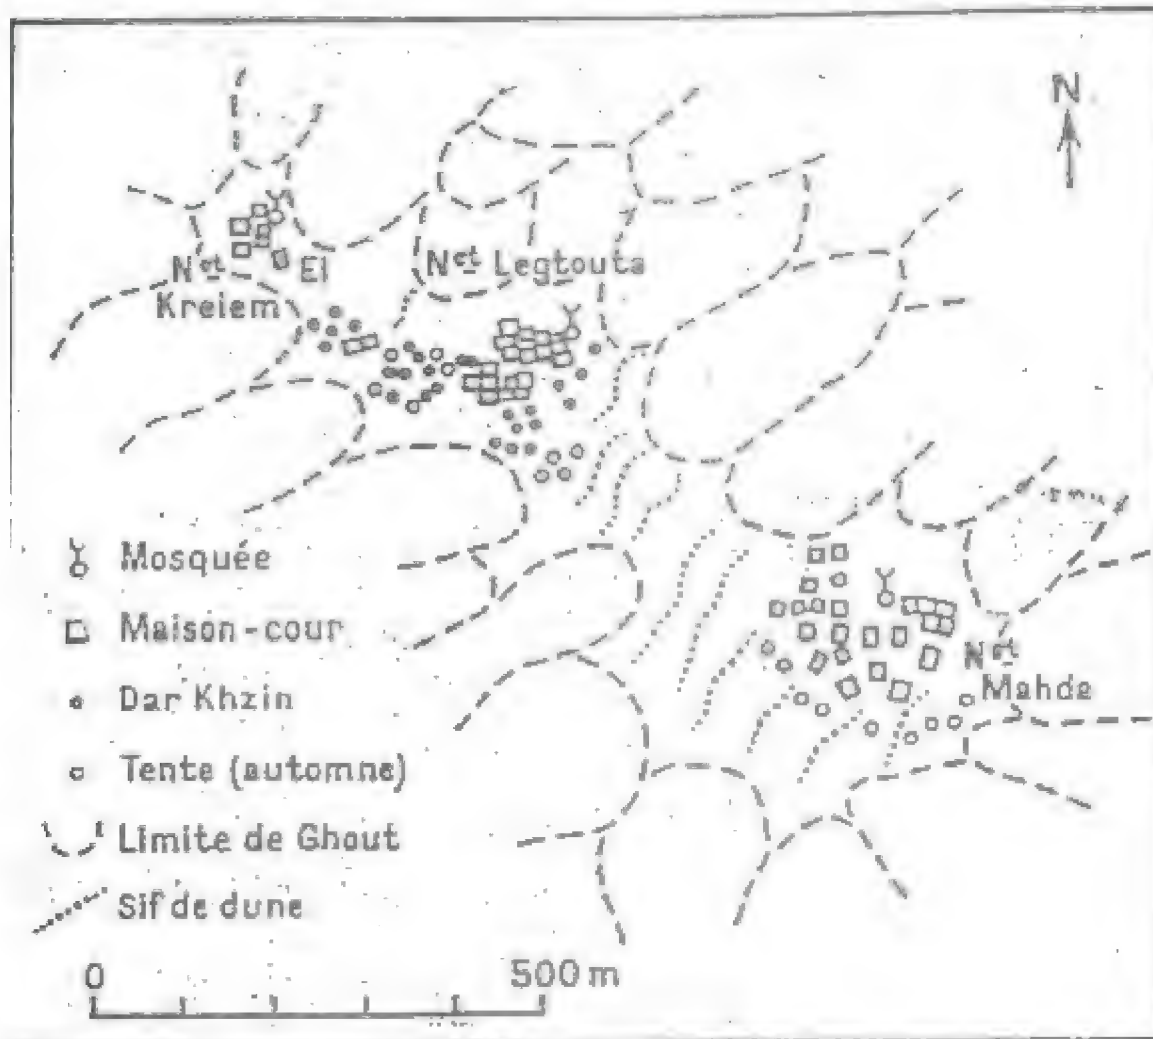 N
Nᵉᵗ El
Kreiem
Nᵉᵗ Legtouta
Mosquée
Maison-cour
Dar Khzin
Tente (automne)
Limite de Ghout
Sif de dune
Nᵉᵗ
Mahda
0 500 m